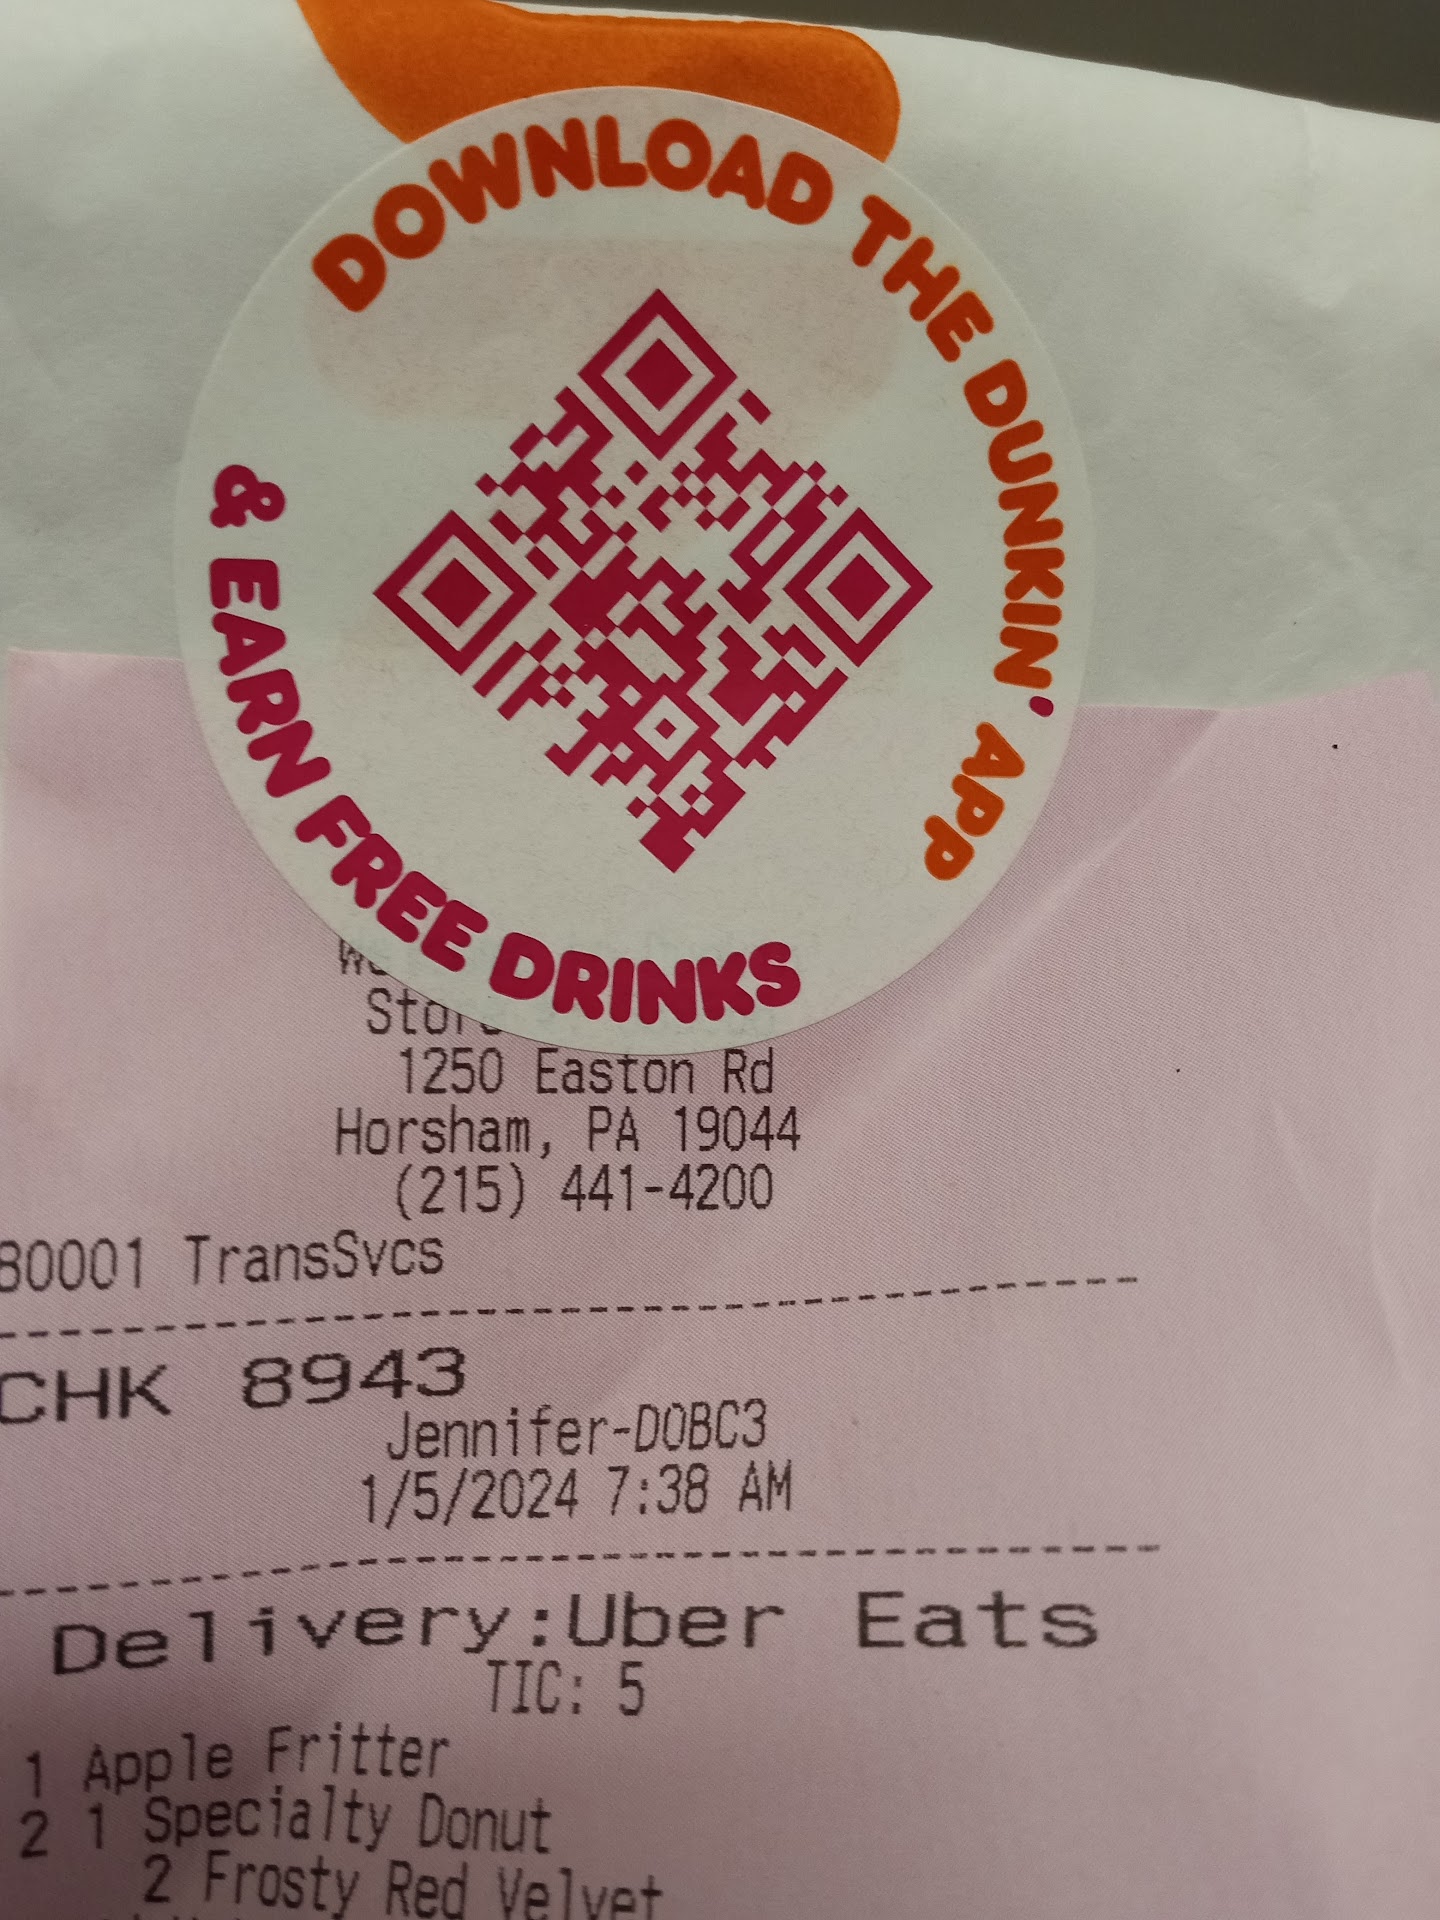 DOWNLOAD THE DUNKIN' APP
& EARN FREE DRINKS
1250 Easton Rd
Horsham, PA 19044
(215) 441-4200
80001 TransSvcs
CHK 8943
Jennifer-D0BC3
1/5/2024 7:38 AM
Delivery:Uber Eats
TIC: 5
1 Apple Fritter
2 1 Specialty Donut
2 Frosty Red Velvet